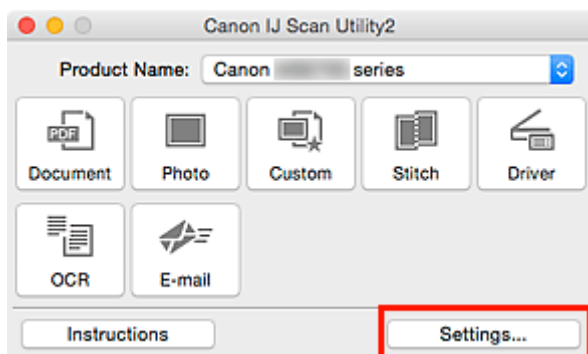 Canon IJ Scan Utility2
Product Name: Canon series
PDF
Document Photo Custom Stitch Driver
OCR E-mail
Instructions Settings...